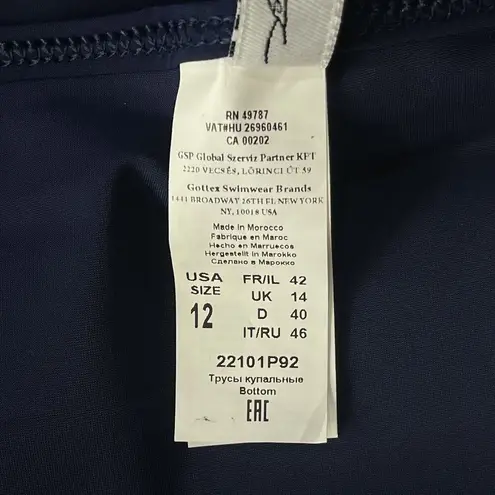 RN 49787
VAT#HU 26960461
CA 00202
GSP Global Szerviz Partner KFT
2220 VECSÉS, LŐRINCI ÚT 59
Gottex Swimwear Brands
1441 BROADWAY 26TH FL NEW YORK
NY, 10018 USA
Made in Morocco
Fabrique en Maroc
Hecho en Marruecos
Hergestellt in Marokko
Сделано в Марокко
USA SIZE 12
FR/IL 42
UK 14
D 40
IT/RU 46
22101P92
Трусы купальные
Bottom
EAC